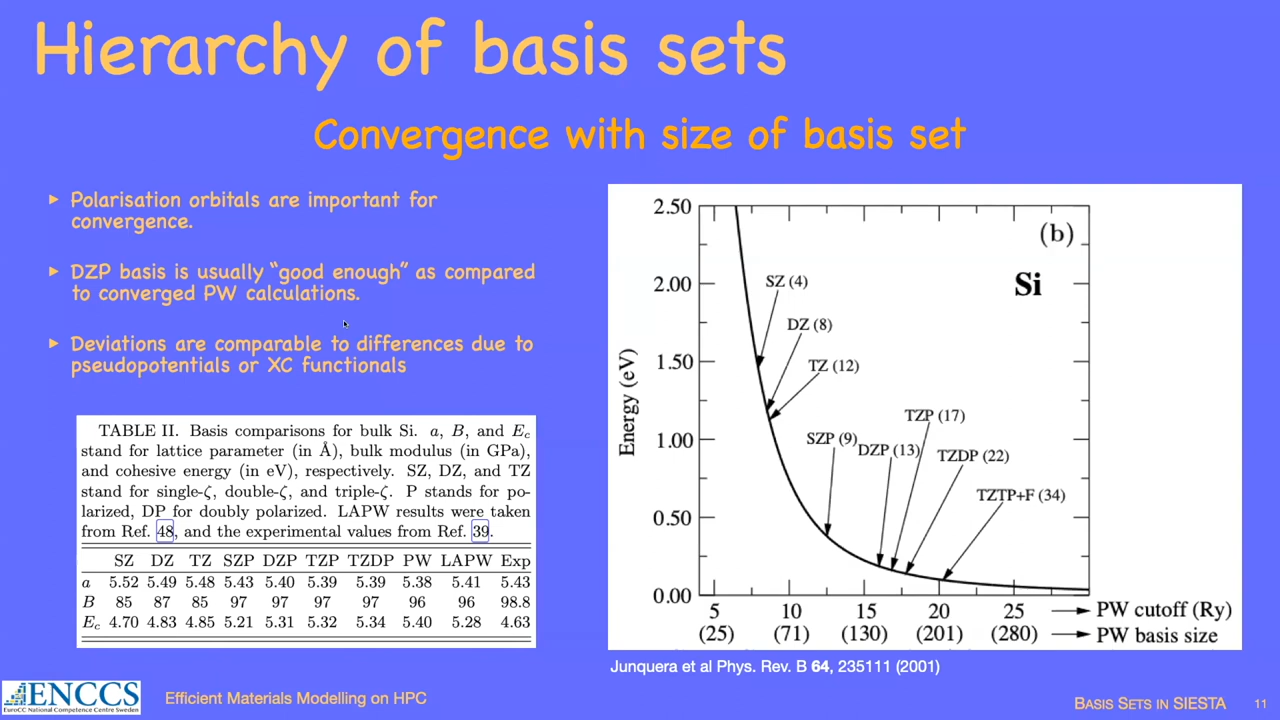 Hierarchy of basis sets
Convergence with size of basis set
▸ Polarisation orbitals are important for
convergence.
▸ DZP basis is usually “good enough” as compared
to converged PW calculations.
▸ Deviations are comparable to differences due to
pseudopotentials or XC functionals
TABLE II. Basis comparisons for bulk Si. a, B, and E_c
stand for lattice parameter (in Å), bulk modulus (in GPa),
and cohesive energy (in eV), respectively. SZ, DZ, and TZ
stand for single-ζ, double-ζ, and triple-ζ. P stands for po-
larized, DP for doubly polarized. LAPW results were taken
from Ref. 48, and the experimental values from Ref. 39.
SZ DZ TZ SZP DZP TZP TZDP PW LAPW Exp
a 5.52 5.49 5.48 5.43 5.40 5.39 5.39 5.38 5.41 5.43
B 85 87 85 97 97 97 97 96 96 98.8
E_c 4.70 4.83 4.85 5.21 5.31 5.32 5.34 5.40 5.28 4.63
2.50
2.00
1.50
1.00
0.50
0.00
Energy (eV)
(b)
Si
SZ (4)
DZ (8)
TZ (12)
TZP (17)
SZP (9)
DZP (13)
TZDP (22)
TZTP+F (34)
5 10 15 20 25 PW cutoff (Ry)
(25) (71) (130) (201) (280) PW basis size
Junquera et al Phys. Rev. B 64, 235111 (2001)
ENCCS
EuroCC National Competence Centre Sweden
Efficient Materials Modelling on HPC
Basis Sets in SIESTA 11